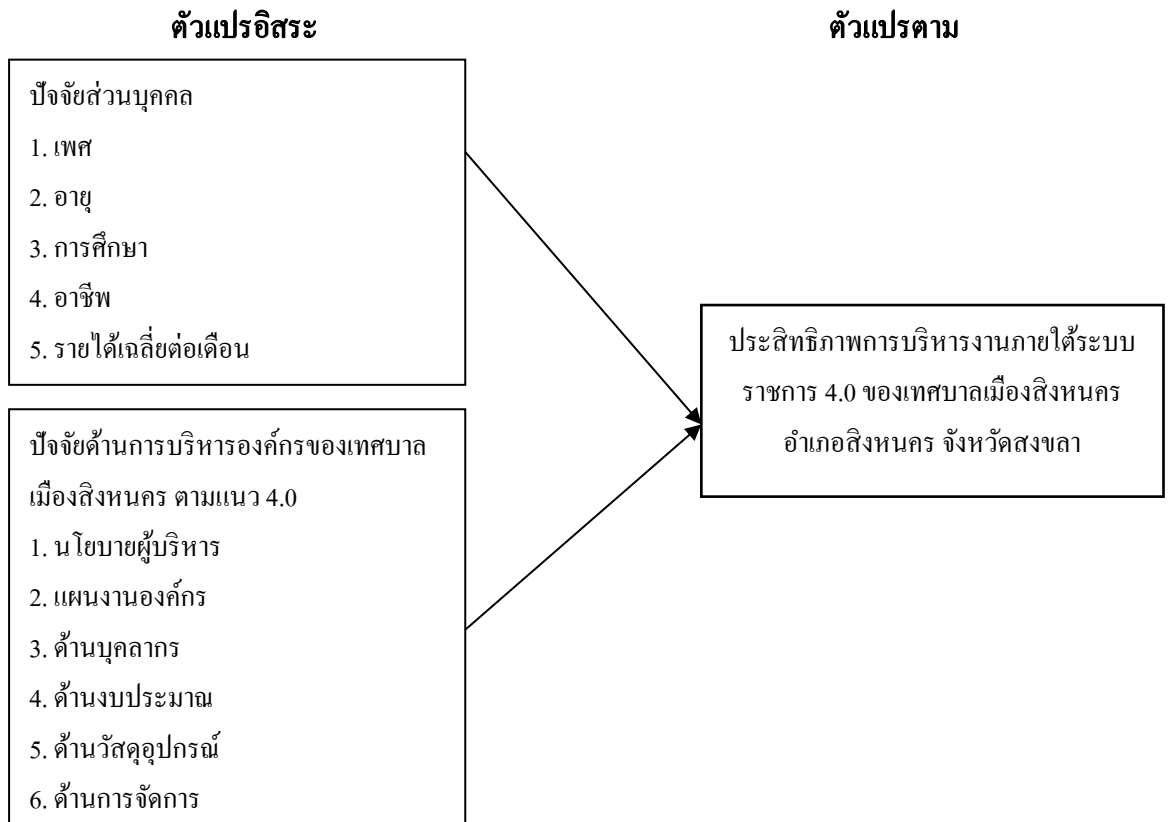 ตัวแปรอิสระ
ตัวแปรตาม
ปัจจัยส่วนบุคคล
1. เพศ
2. อายุ
3. การศึกษา
4. อาชีพ
5. รายได้เฉลี่ยต่อเดือน
ปัจจัยด้านการบริหารองค์กรของเทศบาล
เมืองสิงหนคร ตามแนว 4.0
1. นโยบายผู้บริหาร
2. แผนงานองค์กร
3. ด้านบุคลากร
4. ด้านงบประมาณ
5. ด้านวัสดุอุปกรณ์
6. ด้านการจัดการ
ประสิทธิภาพการบริหารงานภายใต้ระบบ
ราชการ 4.0 ของเทศบาลเมืองสิงหนคร
อำเภอสิงหนคร จังหวัดสงขลา